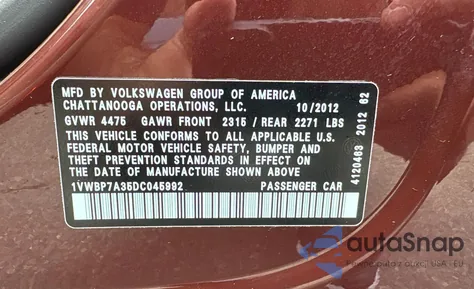 MFD BY VOLKSWAGEN GROUP OF AMERICA
CHATTANOOGA OPERATIONS, LLC. 10/2012
GVWR 4475 GAWR FRONT 2315 / REAR 2271 LBS
THIS VEHICLE CONFORMS TO ALL APPLICABLE U.S.
FEDERAL MOTOR VEHICLE SAFETY, BUMPER AND
THEFT PREVENTION STANDARDS IN EFFECT ON
DATE OF MANUFACTURE SHOWN ABOVE.
1VWBP7A35DC045992 PASSENGER CAR
4120463 2012 62
autaSnap